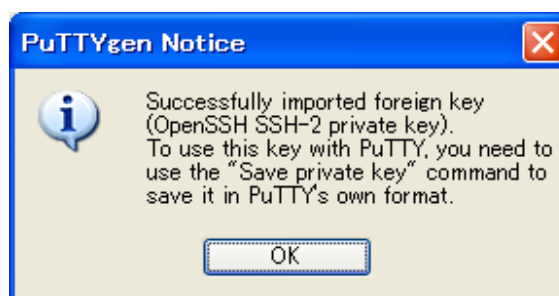 PuTTYgen Notice
Successfully imported foreign key
(OpenSSH SSH-2 private key).
To use this key with PuTTY, you need to
use the "Save private key" command to
save it in PuTTY's own format.
OK